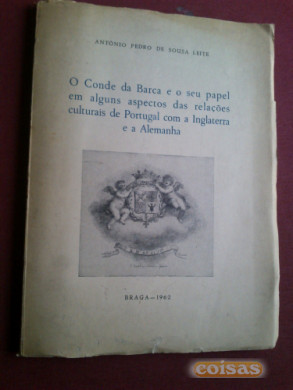 ANTÓNIO PEDRO DE SOUZA LEITE
O Conde da Barca e o seu papel
em alguns aspectos das relações
culturais de Portugal com a Inglaterra
e a Alemanha
BRAGA—1962
coisas